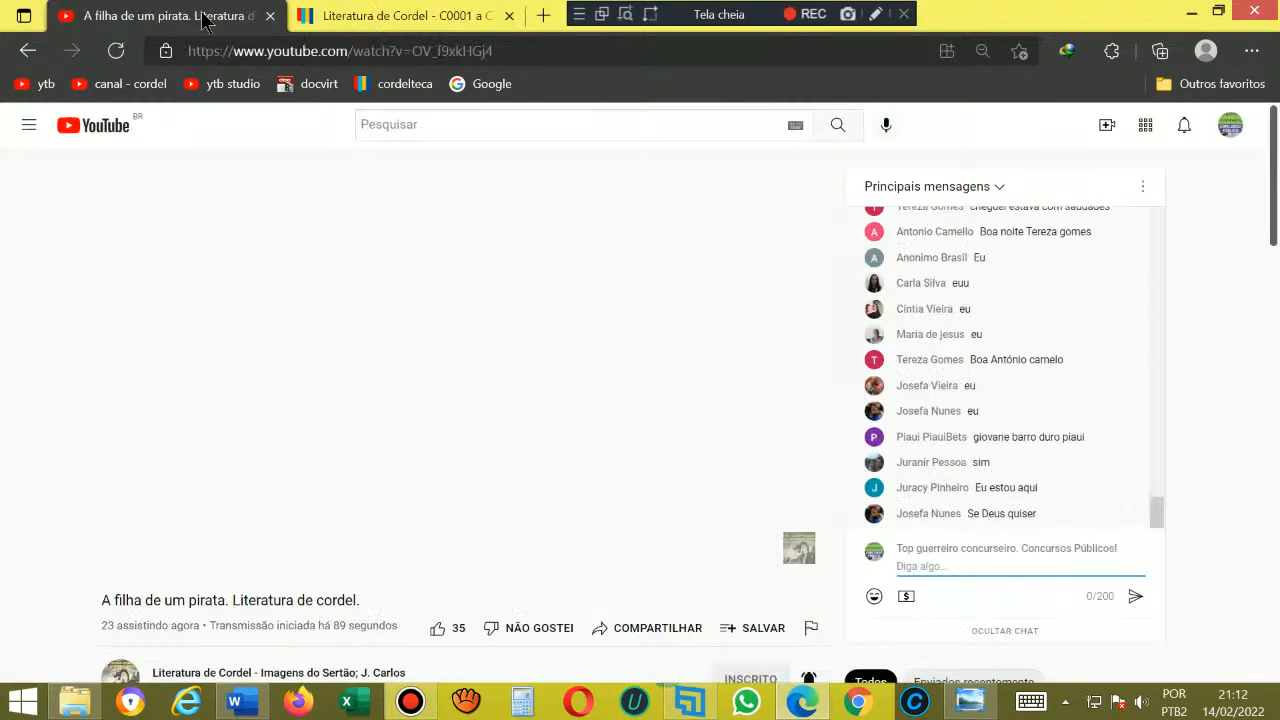 A filha de um pirata. Literatura d
Literatura de Cordel - C0001 a C
Tela cheia
REC
https://www.youtube.com/watch?v=OV_f9xkHGj4
ytb
canal - cordel
ytb studio
docvirt
cordelteca
Google
Outros favoritos
YouTube BR
Pesquisar
Principais mensagens
Tereza Gomes cheguei estava com saudades
Antonio Camello Boa noite Tereza gomes
Anonimo Brasil Eu
Carla Silva euu
Cíntia Vieira eu
Maria de jesus eu
T Tereza Gomes Boa António camelo
Josefa Vieira eu
Josefa Nunes eu
P Piaui PiauiBets giovane barro duro piaui
Juranir Pessoa sim
J Juracy Pinheiro Eu estou aqui
Josefa Nunes Se Deus quiser
Top guerreiro concurseiro. Concursos Públicos!
Diga algo...
0/200
OCULTAR CHAT
A filha de um pirata. Literatura de cordel.
23 assistindo agora • Transmissão iniciada há 89 segundos
35
NÃO GOSTEI
COMPARTILHAR
SALVAR
Literatura de Cordel - Imagens do Sertão; J. Carlos
INSCRITO
Todos
Enviados recentemente
POR
PTB2
21:12
14/02/2022